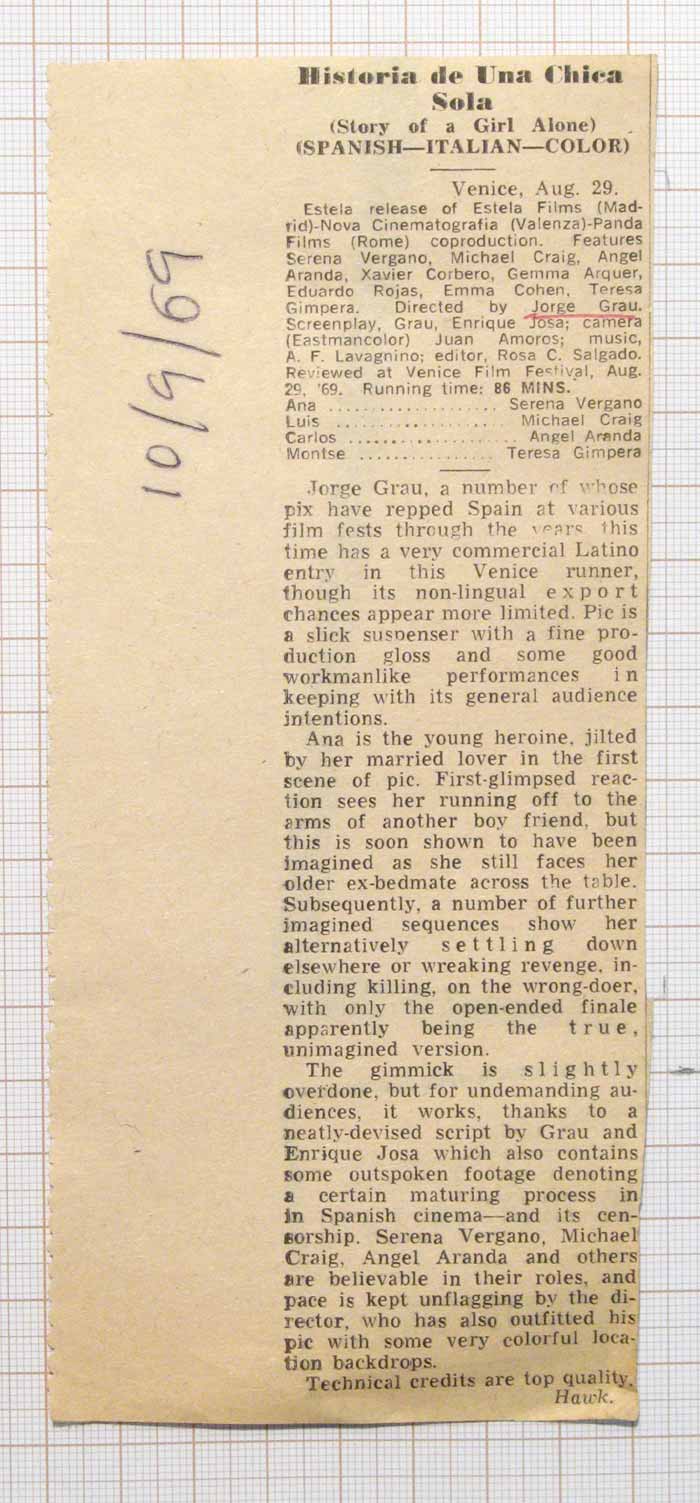 Historia de Una Chica
Sola
(Story of a Girl Alone)
(SPANISH—ITALIAN—COLOR)
Venice, Aug. 29.
Estela release of Estela Films (Mad-
rid)-Nova Cinematografia (Valenza)-Panda
Films (Rome) coproduction. Features
Serena Vergano, Michael Craig, Angel
Aranda, Xavier Corbero, Gemma Arquer,
Eduardo Rojas, Emma Cohen, Teresa
Gimpera. Directed by Jorge Grau.
Screenplay, Grau, Enrique Josa; camera
(Eastmancolor) Juan Amoros; music,
A. F. Lavagnino; editor, Rosa C. Salgado.
Reviewed at Venice Film Festival, Aug.
29, '69. Running time: 86 MINS.
Ana .................. Serena Vergano
Luis .................. Michael Craig
Carlos .................. Angel Aranda
Montse ............... Teresa Gimpera
Jorge Grau, a number of whose
pix have repped Spain at various
film fests through the years this
time has a very commercial Latino
entry in this Venice runner,
though its non-lingual export
chances appear more limited. Pic is
a slick suspenser with a fine pro-
duction gloss and some good
workmanlike performances in
keeping with its general audience
intentions.
Ana is the young heroine, jilted
by her married lover in the first
scene of pic. First-glimpsed reac-
tion sees her running off to the
arms of another boy friend, but
this is soon shown to have been
imagined as she still faces her
older ex-bedmate across the table.
Subsequently, a number of further
imagined sequences show her
alternatively settling down
elsewhere or wreaking revenge, in-
cluding killing, on the wrong-doer,
with only the open-ended finale
apparently being the true,
unimagined version.
The gimmick is slightly
overdone, but for undemanding au-
diences, it works, thanks to a
neatly-devised script by Grau and
Enrique Josa which also contains
some outspoken footage denoting
a certain maturing process in
in Spanish cinema—and its cen-
sorship. Serena Vergano, Michael
Craig, Angel Aranda and others
are believable in their roles, and
pace is kept unflagging by the di-
rector, who has also outfitted his
pic with some very colorful loca-
tion backdrops.
Technical credits are top quality.
Hawk.
10/9/69